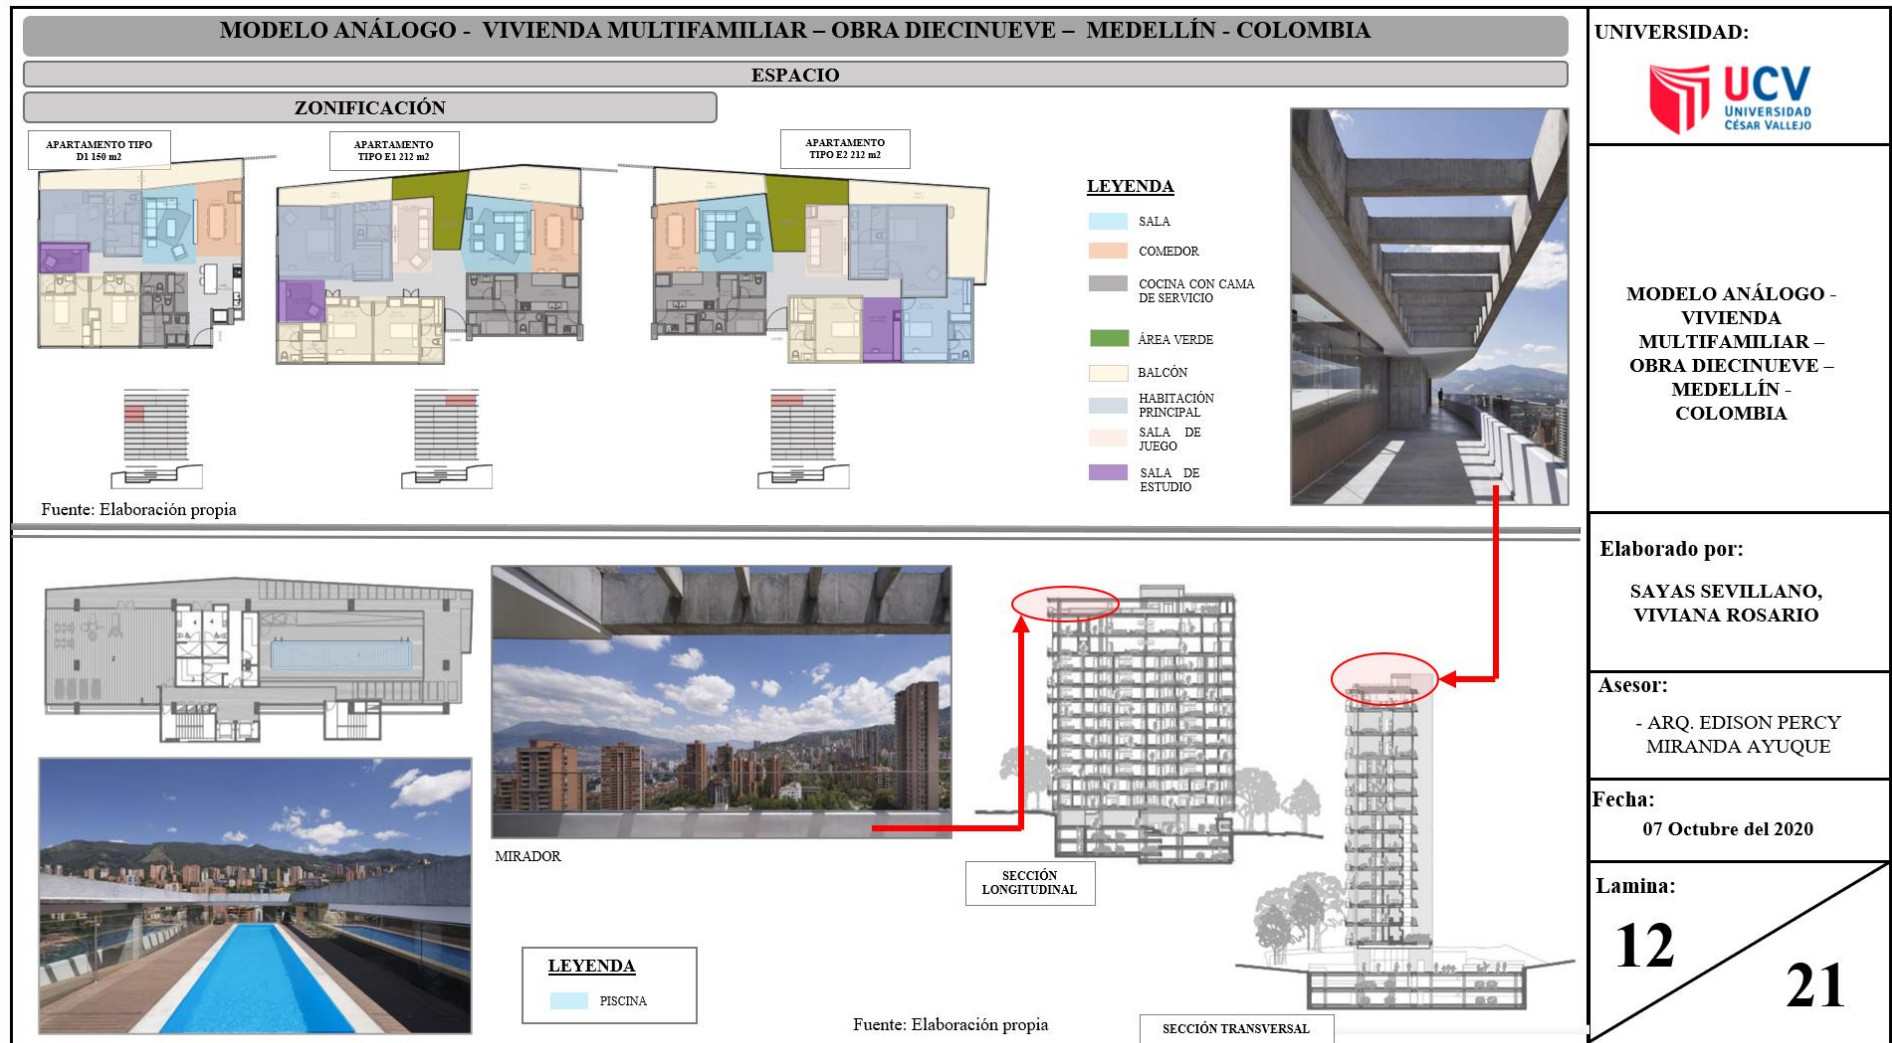 MODELO ANÁLOGO - VIVIENDA MULTIFAMILIAR – OBRA DIECINUEVE – MEDELLÍN - COLOMBIA
ESPACIO
ZONIFICACIÓN
APARTAMENTO TIPO
D1 150 m2
APARTAMENTO
TIPO E1 212 m2
APARTAMENTO
TIPO E2 212 m2
LEYENDA
SALA
COMEDOR
COCINA CON CAMA
DE SERVICIO
ÁREA VERDE
BALCÓN
HABITACIÓN
PRINCIPAL
SALA DE
JUEGO
SALA DE
ESTUDIO
Fuente: Elaboración propia
MIRADOR
SECCIÓN
LONGITUDINAL
LEYENDA
PISCINA
Fuente: Elaboración propia
SECCIÓN TRANSVERSAL
UNIVERSIDAD:
UCV
UNIVERSIDAD
CÉSAR VALLEJO
MODELO ANÁLOGO -
VIVIENDA
MULTIFAMILIAR –
OBRA DIECINUEVE –
MEDELLÍN -
COLOMBIA
Elaborado por:
SAYAS SEVILLANO,
VIVIANA ROSARIO
Asesor:
- ARQ. EDISON PERCY
MIRANDA AYUQUE
Fecha:
07 Octubre del 2020
Lamina:
12
21